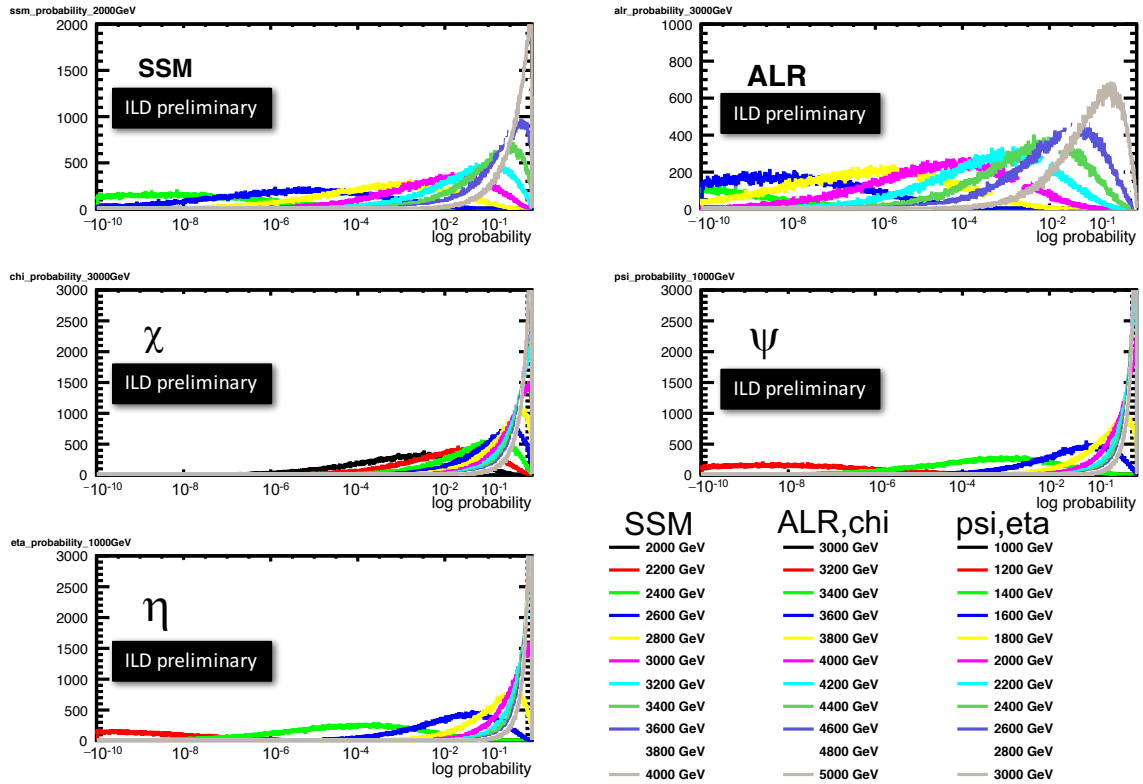 ssm_probability_2000GeV
2000
1500
1000
500
0
SSM
ILD preliminary
−10^-10 10^-8 10^-6 10^-4 10^-2 10^-1
log probability
alr_probability_3000GeV
1000
800
600
400
200
0
ALR
ILD preliminary
−10^-10 10^-8 10^-6 10^-4 10^-2 10^-1
log probability
chi_probability_3000GeV
3000
2500
2000
1500
1000
500
0
χ
ILD preliminary
−10^-10 10^-8 10^-6 10^-4 10^-2 10^-1
log probability
psi_probability_1000GeV
3000
2500
2000
1500
1000
500
0
ψ
ILD preliminary
−10^-10 10^-8 10^-6 10^-4 10^-2 10^-1
log probability
eta_probability_1000GeV
3000
2500
2000
1500
1000
500
0
η
ILD preliminary
−10^-10 10^-8 10^-6 10^-4 10^-2 10^-1
log probability
SSM ALR,chi psi,eta
2000 GeV 3000 GeV 1000 GeV
2200 GeV 3200 GeV 1200 GeV
2400 GeV 3400 GeV 1400 GeV
2600 GeV 3600 GeV 1600 GeV
2800 GeV 3800 GeV 1800 GeV
3000 GeV 4000 GeV 2000 GeV
3200 GeV 4200 GeV 2200 GeV
3400 GeV 4400 GeV 2400 GeV
3600 GeV 4600 GeV 2600 GeV
3800 GeV 4800 GeV 2800 GeV
4000 GeV 5000 GeV 3000 GeV